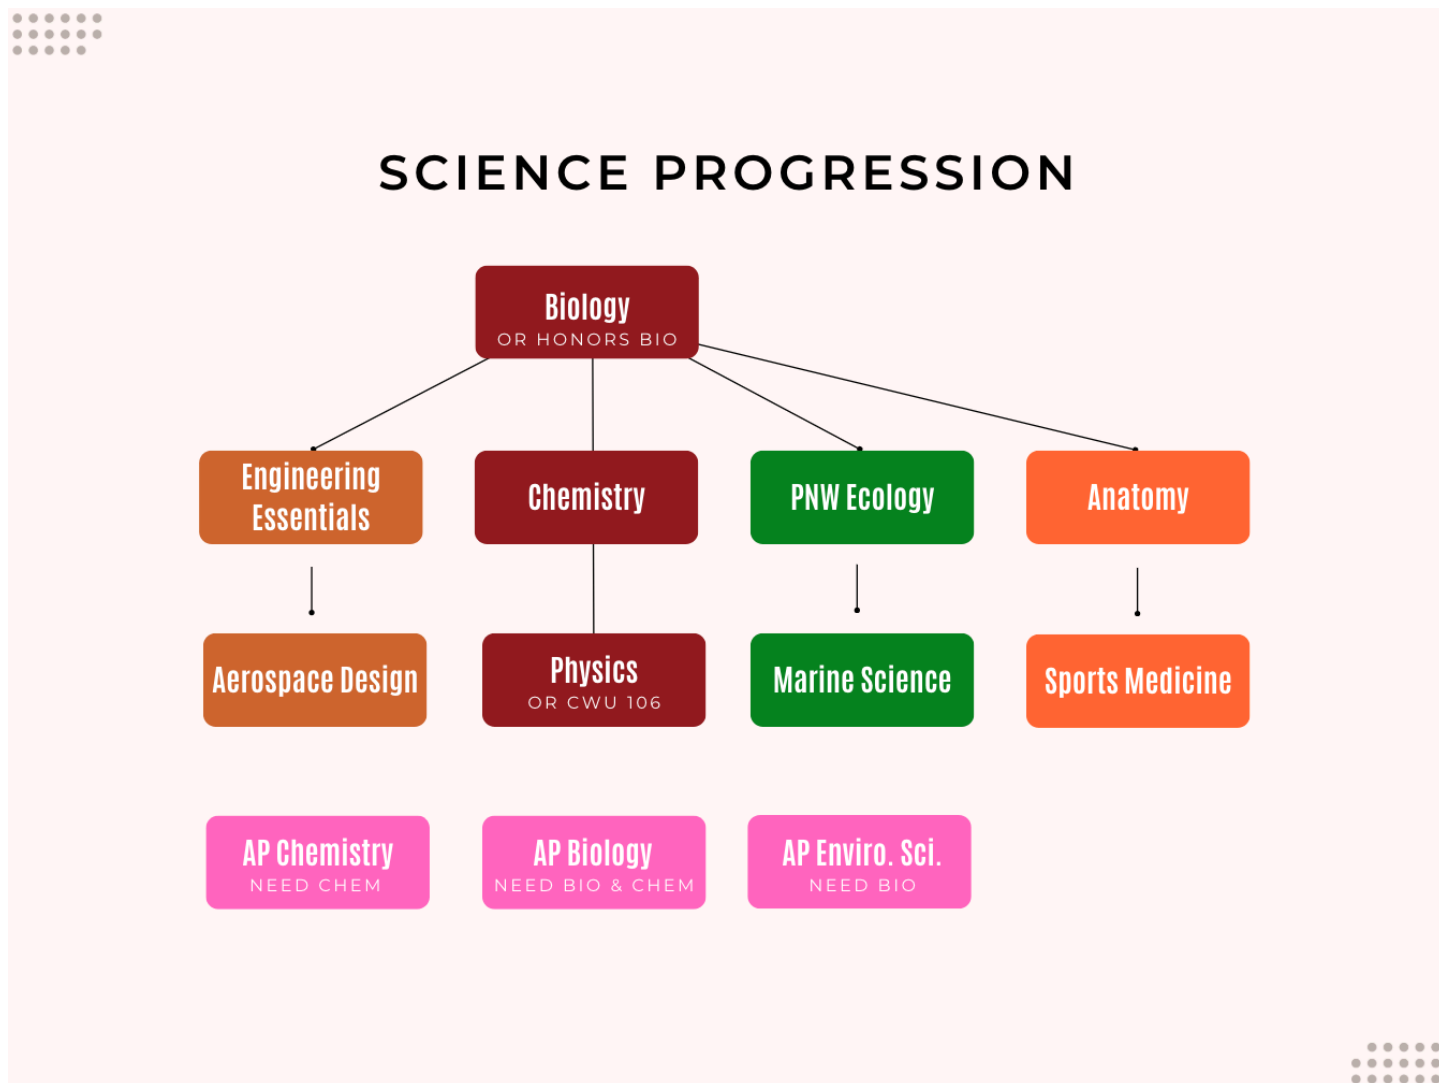 SCIENCE PROGRESSION
Biology
OR HONORS BIO
Engineering
Essentials
Chemistry
PNW Ecology
Anatomy
Aerospace Design
Physics
OR CWU 106
Marine Science
Sports Medicine
AP Chemistry
NEED CHEM
AP Biology
NEED BIO & CHEM
AP Enviro. Sci.
NEED BIO